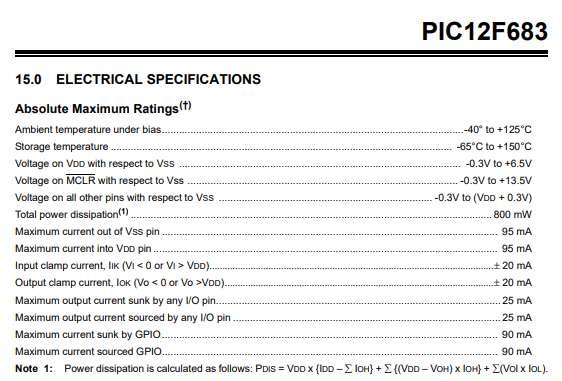 PIC12F683
15.0 ELECTRICAL SPECIFICATIONS
Absolute Maximum Ratings(†)
Ambient temperature under bias..........-40° to +125°C
Storage temperature ..........-65°C to +150°C
Voltage on VDD with respect to VSS ..........-0.3V to +6.5V
Voltage on MCLR with respect to Vss ..........-0.3V to +13.5V
Voltage on all other pins with respect to VSS ..........-0.3V to (VDD + 0.3V)
Total power dissipation(1) ..........800 mW
Maximum current out of VSS pin ..........95 mA
Maximum current into VDD pin ..........95 mA
Input clamp current, IIK (VI < 0 or VI > VDD)..........± 20 mA
Output clamp current, IOK (Vo < 0 or Vo >VDD)..........± 20 mA
Maximum output current sunk by any I/O pin..........25 mA
Maximum output current sourced by any I/O pin ..........25 mA
Maximum current sunk by GPIO..........90 mA
Maximum current sourced GPIO..........90 mA
Note 1: Power dissipation is calculated as follows: PDIS = VDD x {IDD – ∑ IOH} + ∑ {(VDD – VOH) x IOH} + ∑(VOl x IOL).